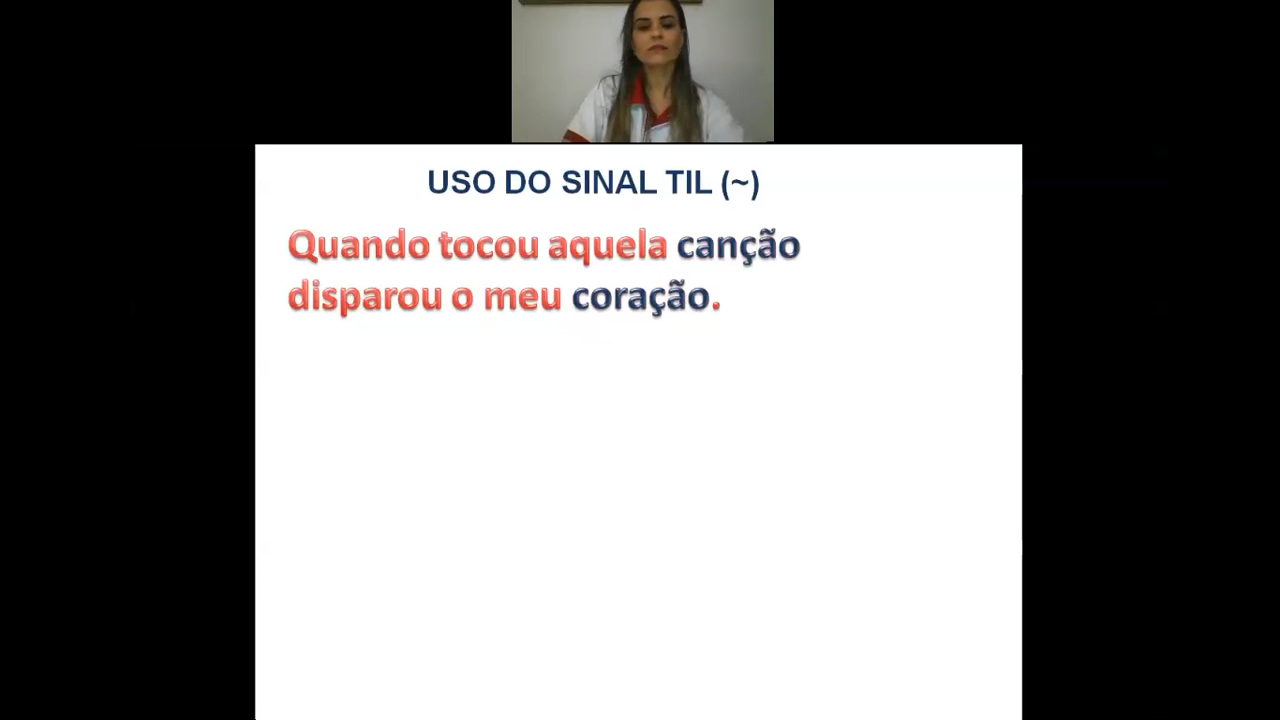 USO DO SINAL TIL (~)
Quando tocou aquela canção
disparou o meu coração.